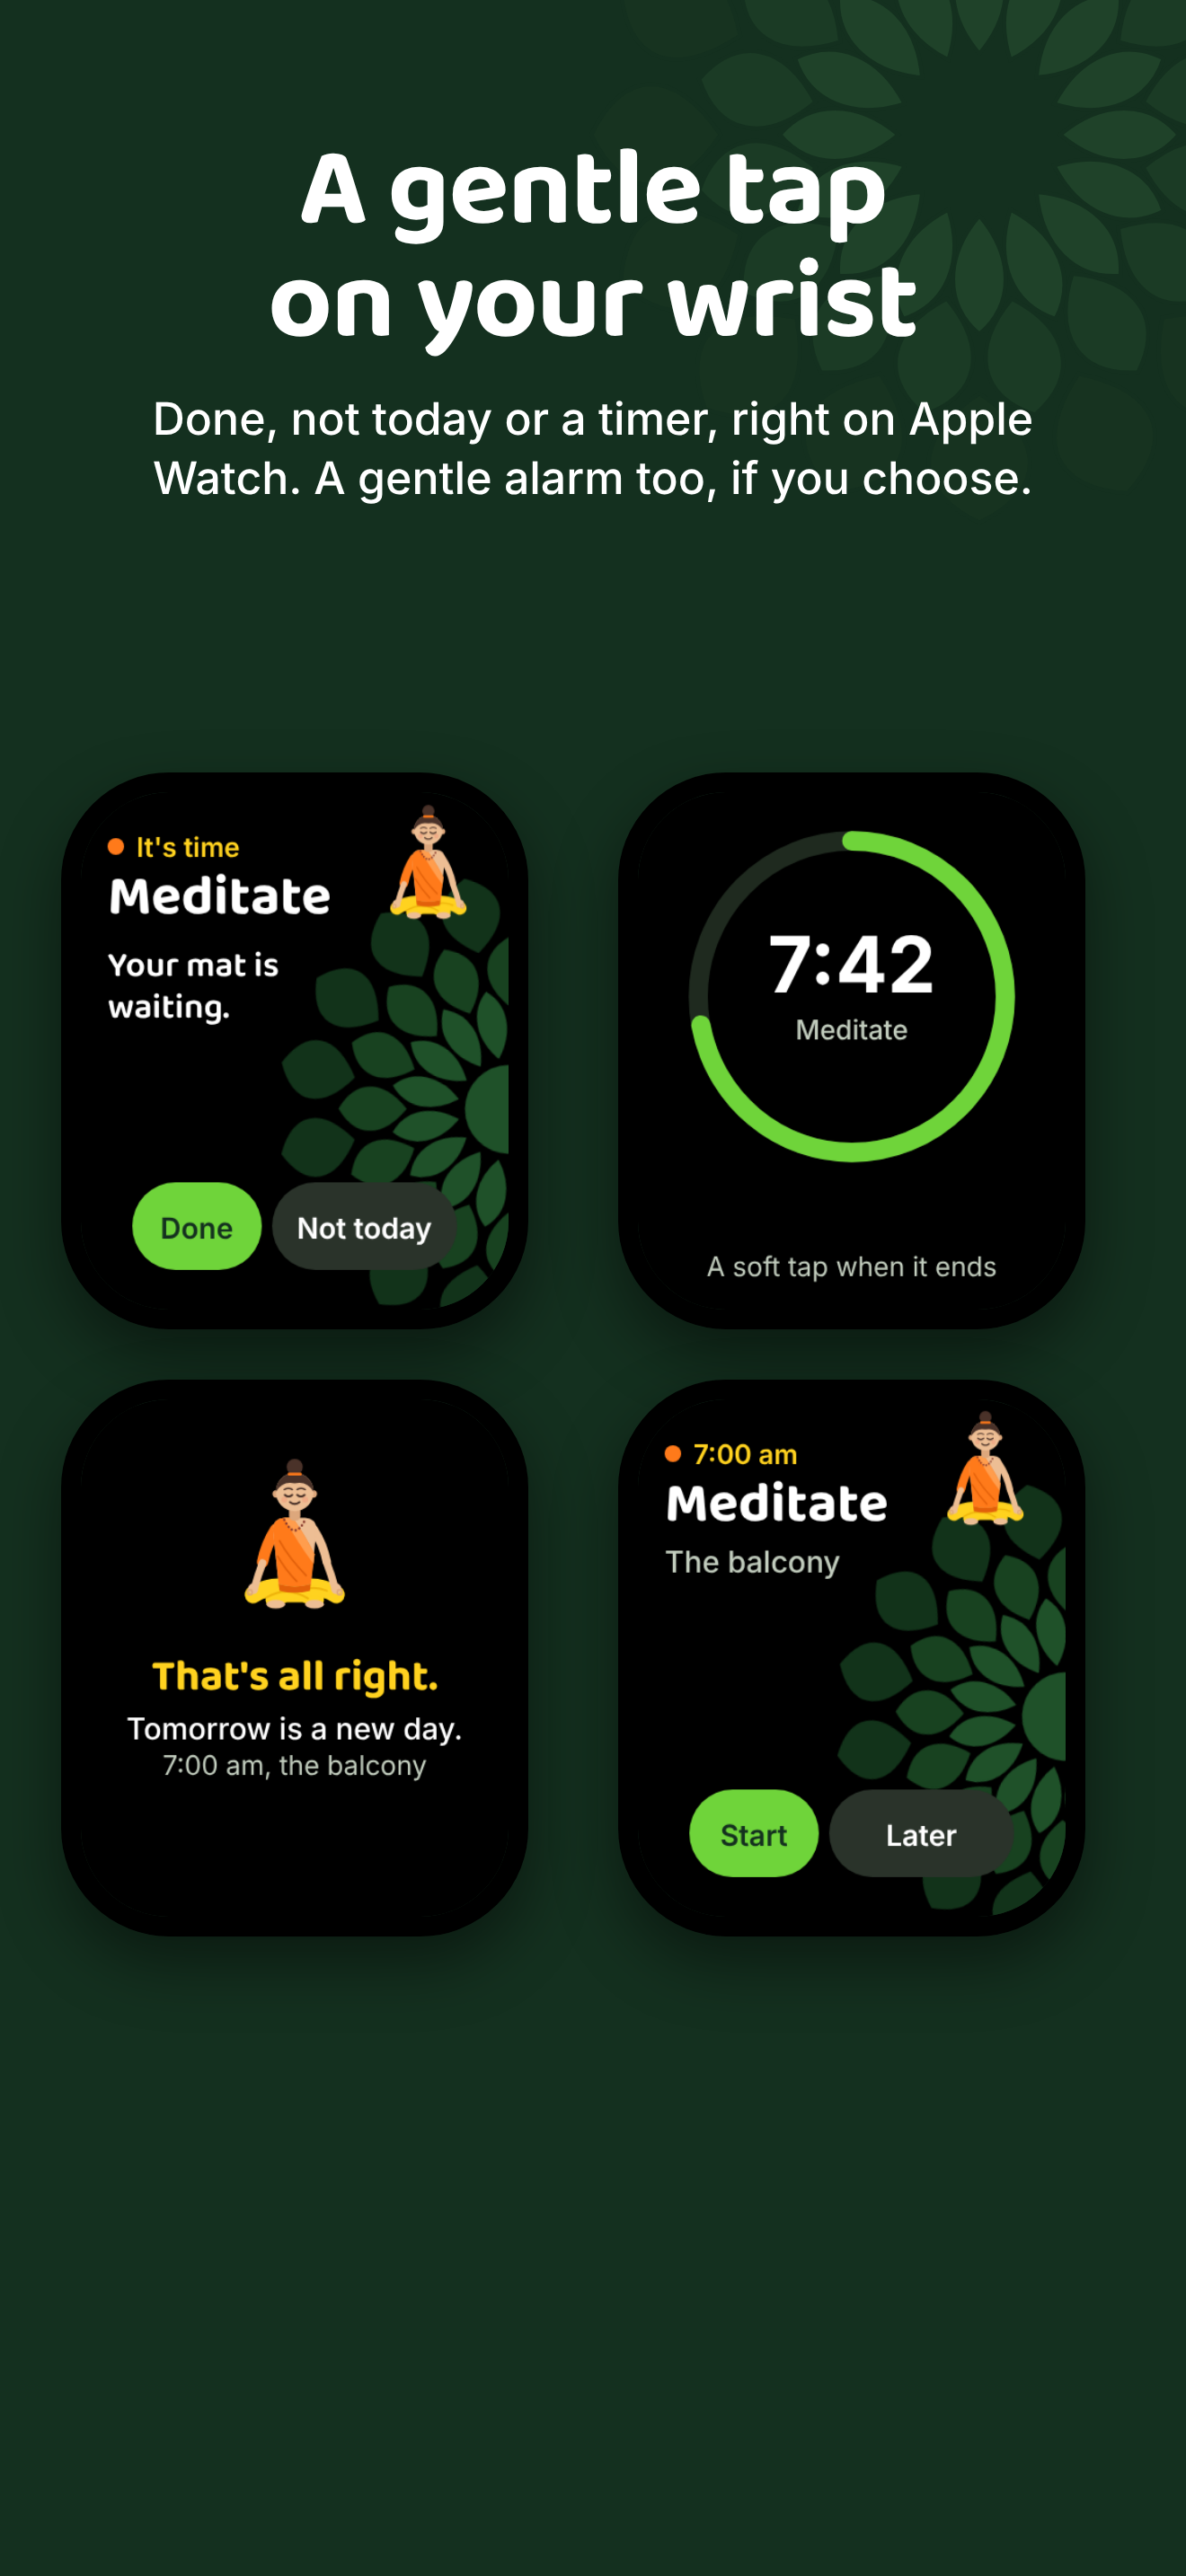 A gentle tap
on your wrist
Done, not today or a timer, right on Apple
Watch. A gentle alarm too, if you choose.
It's time
Meditate
Your mat is
waiting.
Done
Not today
7:42
Meditate
A soft tap when it ends
That's all right.
Tomorrow is a new day.
7:00 am, the balcony
7:00 am
Meditate
The balcony
Start
Later